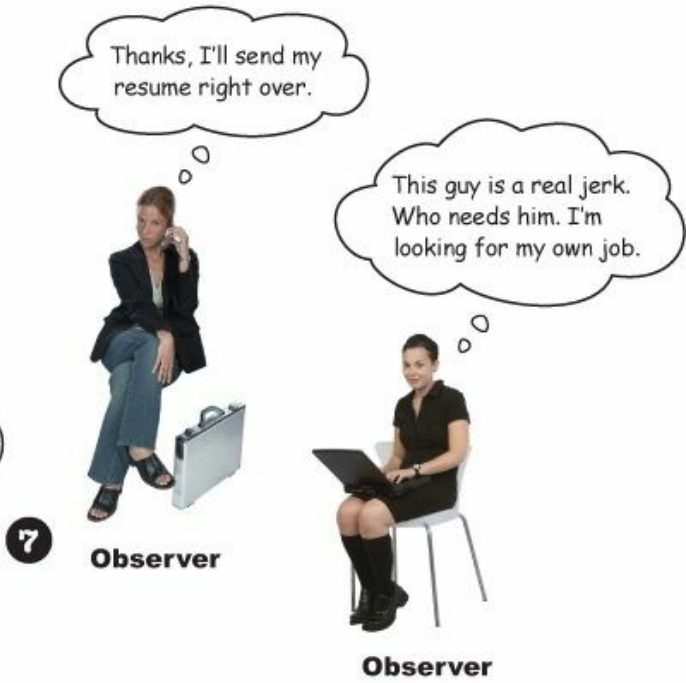 Thanks, I'll send my
resume right over.
This guy is a real jerk.
Who needs him. I'm
looking for my own job.
7
Observer
Observer